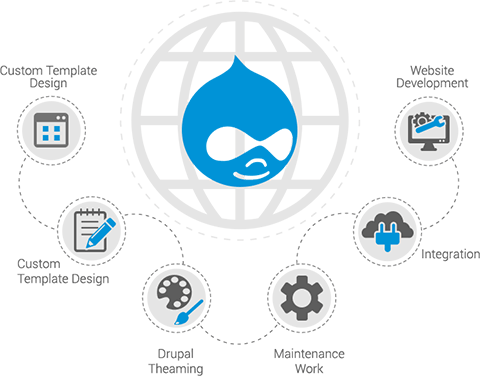 Custom Template
Design
Website
Development
Custom
Template Design
Integration
Drupal
Theaming
Maintenance
Work